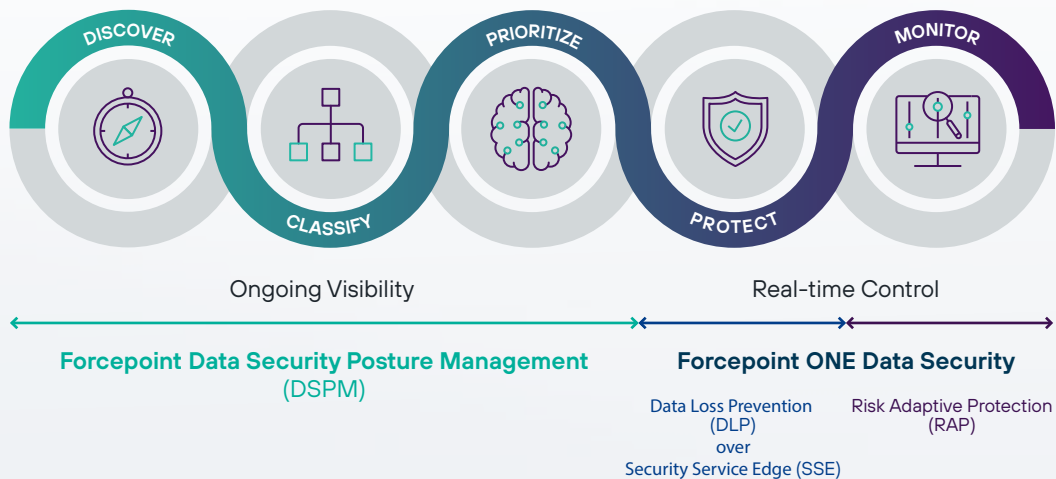 DISCOVER
CLASSIFY
PRIORITIZE
PROTECT
MONITOR
Ongoing Visibility
Real-time Control
Forcepoint Data Security Posture Management
(DSPM)
Forcepoint ONE Data Security
Data Loss Prevention
(DLP)
over
Security Service Edge (SSE)
Risk Adaptive Protection
(RAP)